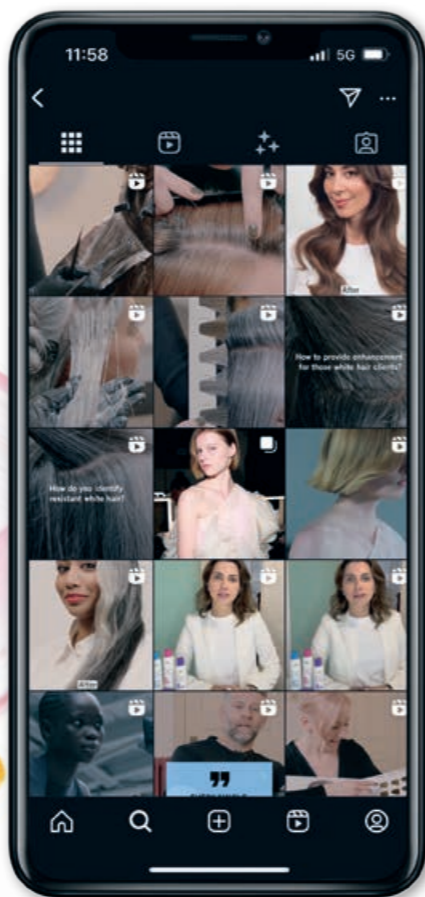 11:58
5G
After
How to provide enhancement
for those white hair clients?
How do you identify
resistant white hair?
After